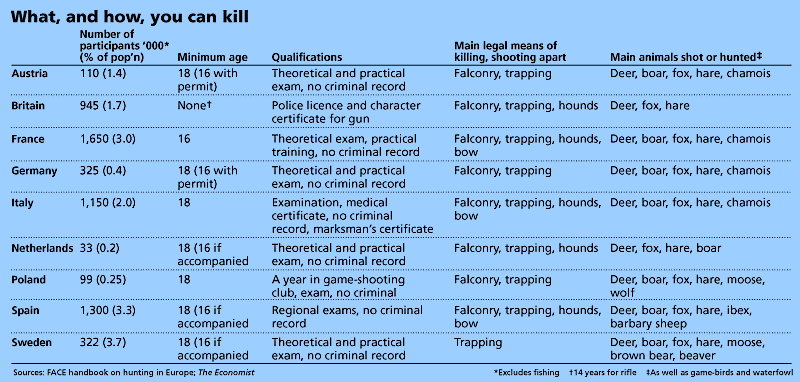 What, and how, you can kill
Number of
participants '000*
(% of pop'n)
Minimum age
Qualifications
Main legal means of
killing, shooting apart
Main animals shot or hunted‡
Austria
110 (1.4)
18 (16 with
permit)
Theoretical and practical
exam, no criminal record
Falconry, trapping
Deer, boar, fox, hare, chamois
Britain
945 (1.7)
None†
Police licence and character
certificate for gun
Falconry, trapping, hounds
Deer, fox, hare
France
1,650 (3.0)
16
Theoretical exam, practical
training, no criminal record
Falconry, trapping, hounds,
bow
Deer, boar, fox, hare, chamois
Germany
325 (0.4)
18 (16 with
permit)
Theoretical and practical
exam, no criminal record
Falconry, trapping
Deer, boar, fox, hare, chamois
Italy
1,150 (2.0)
18
Examination, medical
certificate, no criminal
record, marksman's certificate
Falconry, trapping, hounds,
bow
Deer, boar, fox, hare, chamois
Netherlands
33 (0.2)
18 (16 if
accompanied
Theoretical and practical
exam, no criminal record
Falconry, trapping, hounds
Deer, fox, hare, boar
Poland
99 (0.25)
18
A year in game-shooting
club, exam, no criminal
Falconry, trapping
Deer, boar, fox, hare, moose,
wolf
Spain
1,300 (3.3)
18 (16 if
accompanied
Regional exams, no criminal
record
Falconry, trapping, hounds,
bow
Deer, boar, fox, hare, ibex,
barbary sheep
Sweden
322 (3.7)
18 (16 if
accompanied
Theoretical and practical
exam, no criminal record
Trapping
Deer, boar, fox, hare, moose,
brown bear, beaver
Sources: FACE handbook on hunting in Europe; The Economist
*Excludes fishing †14 years for rifle ‡As well as game-birds and waterfowl